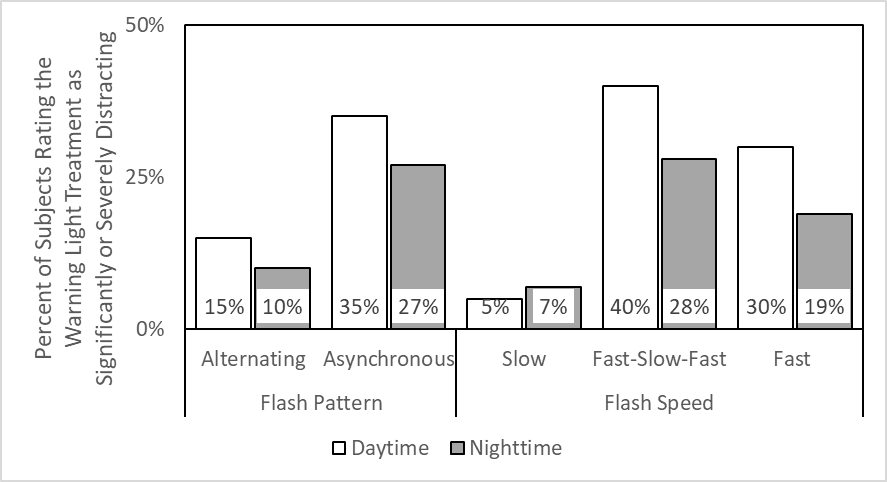 50%
25%
0%
Percent of Subjects Rating the
Warning Light Treatment as
Significantly or Severely Distracting
15% 10% 35% 27% 5% 7% 40% 28% 30% 19%
Alternating Asynchronous Slow Fast-Slow-Fast Fast
Flash Pattern Flash Speed
Daytime Nighttime